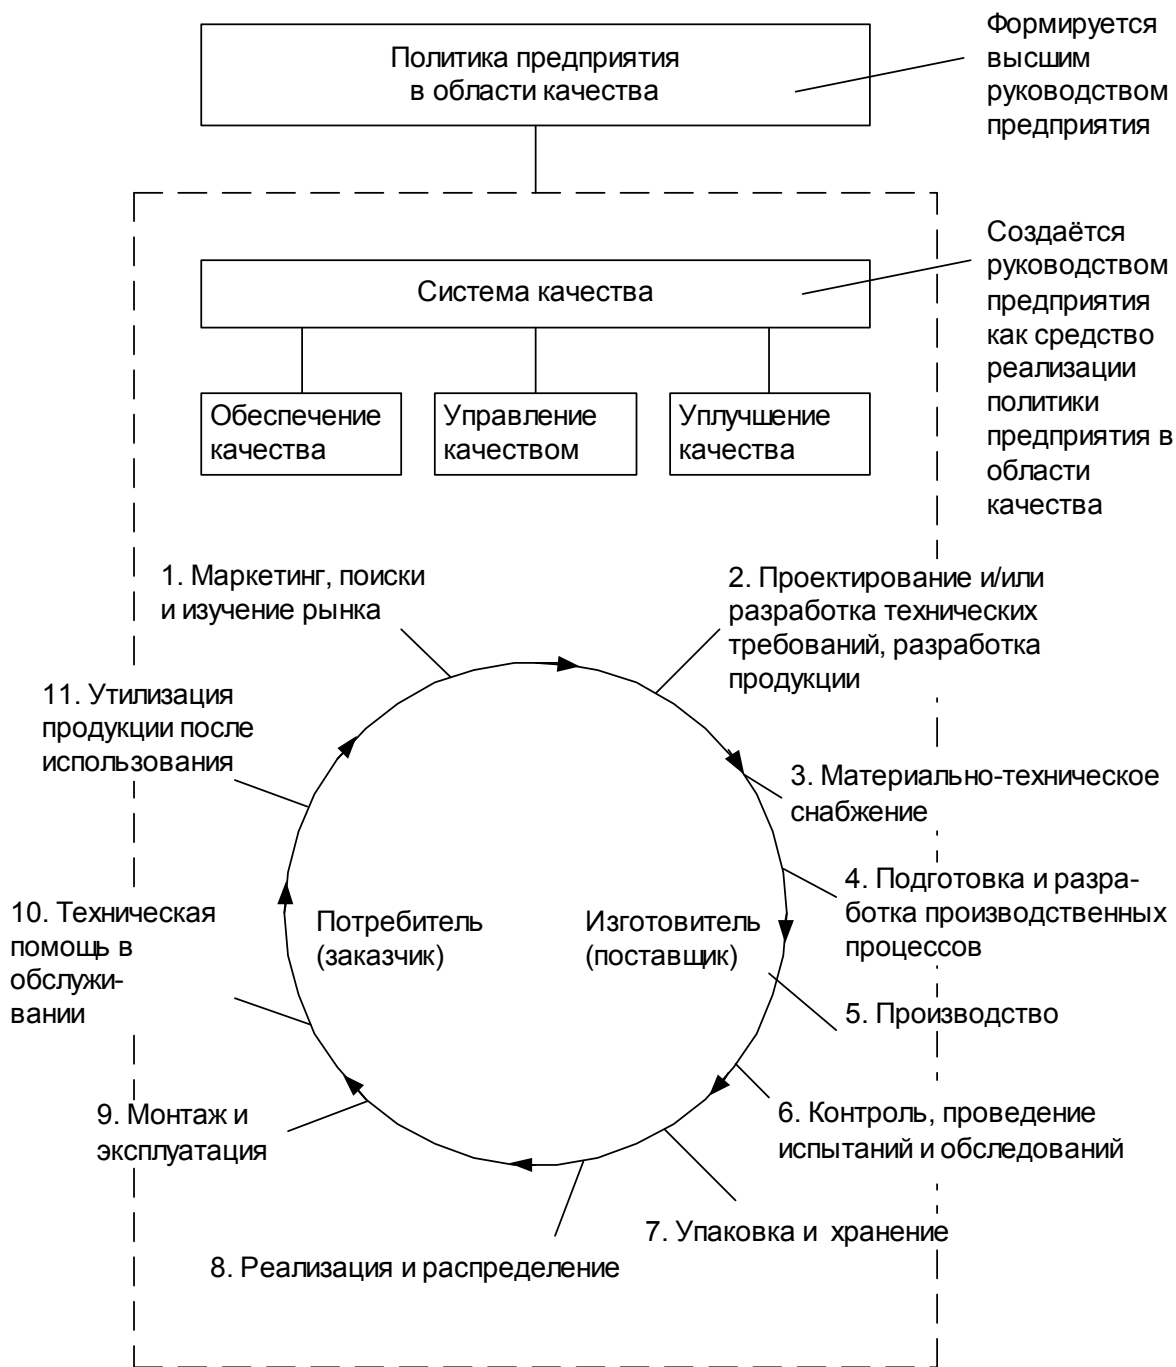 Политика предприятия
в области качества
Формируется
высшим
руководством
предприятия
Система качества
Создаётся
руководством
предприятия
как средство
реализации
политики
предприятия в
области
качества
Обеспечение
качества
Управление
качеством
Уплучшение
качества
1. Маркетинг, поиски
и изучение рынка
2. Проектирование и/или
разработка технических
требований, разработка
продукции
3. Материально-техническое
снабжение
4. Подготовка и разра-
ботка производственных
процессов
5. Производство
6. Контроль, проведение
испытаний и обследований
7. Упаковка и хранение
8. Реализация и распределение
9. Монтаж и
эксплуатация
10. Техническая
помощь в
обслужи-
вании
11. Утилизация
продукции после
использования
Потребитель
(заказчик)
Изготовитель
(поставщик)